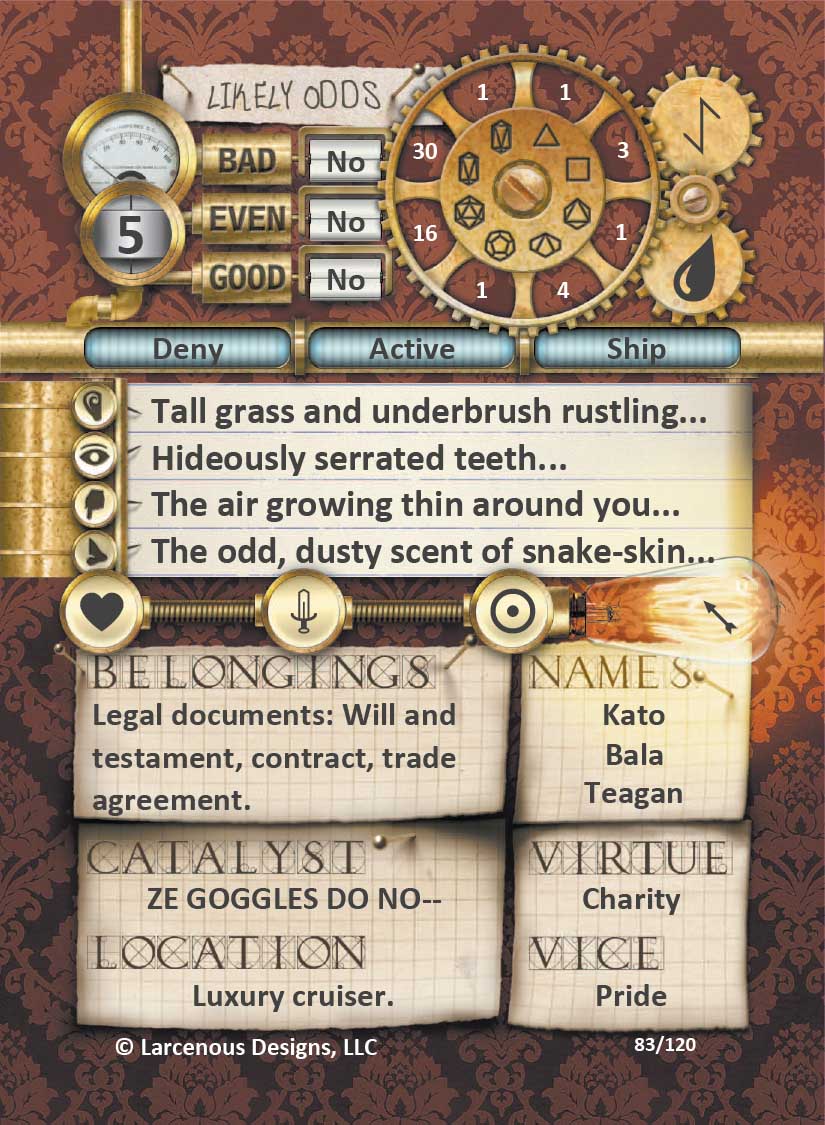 LIKELY ODDS
BAD No
EVEN No
GOOD No
5
1 1
30 3
16 1
1 4
Deny Active Ship
Tall grass and underbrush rustling...
Hideously serrated teeth...
The air growing thin around you...
The odd, dusty scent of snake-skin...
BELONGINGS
Legal documents: Will and
testament, contract, trade
agreement.
NAMES
Kato
Bala
Teagan
CATALYST
ZE GOGGLES DO NO--
LOCATION
Luxury cruiser.
VIRTUE
Charity
VICE
Pride
© Larcenous Designs, LLC
83/120